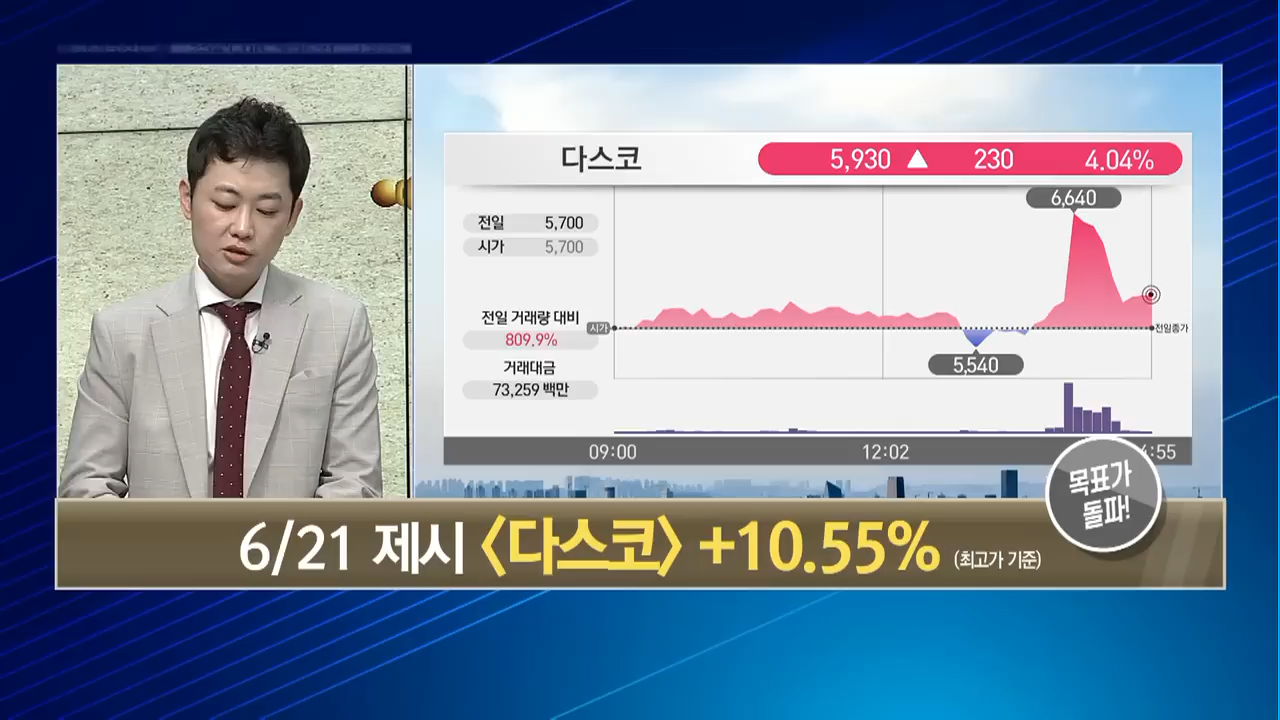 다스코 5,930 ▲ 230 4.04%
전일 5,700
시가 5,700
6,640
전일 거래량 대비
809.9%
거래대금
73,259 백만
시가
전일종가
5,540
09:00 12:02 4:55
목표가
돌파!
6/21 제시 <다스코> +10.55% (최고가 기준)